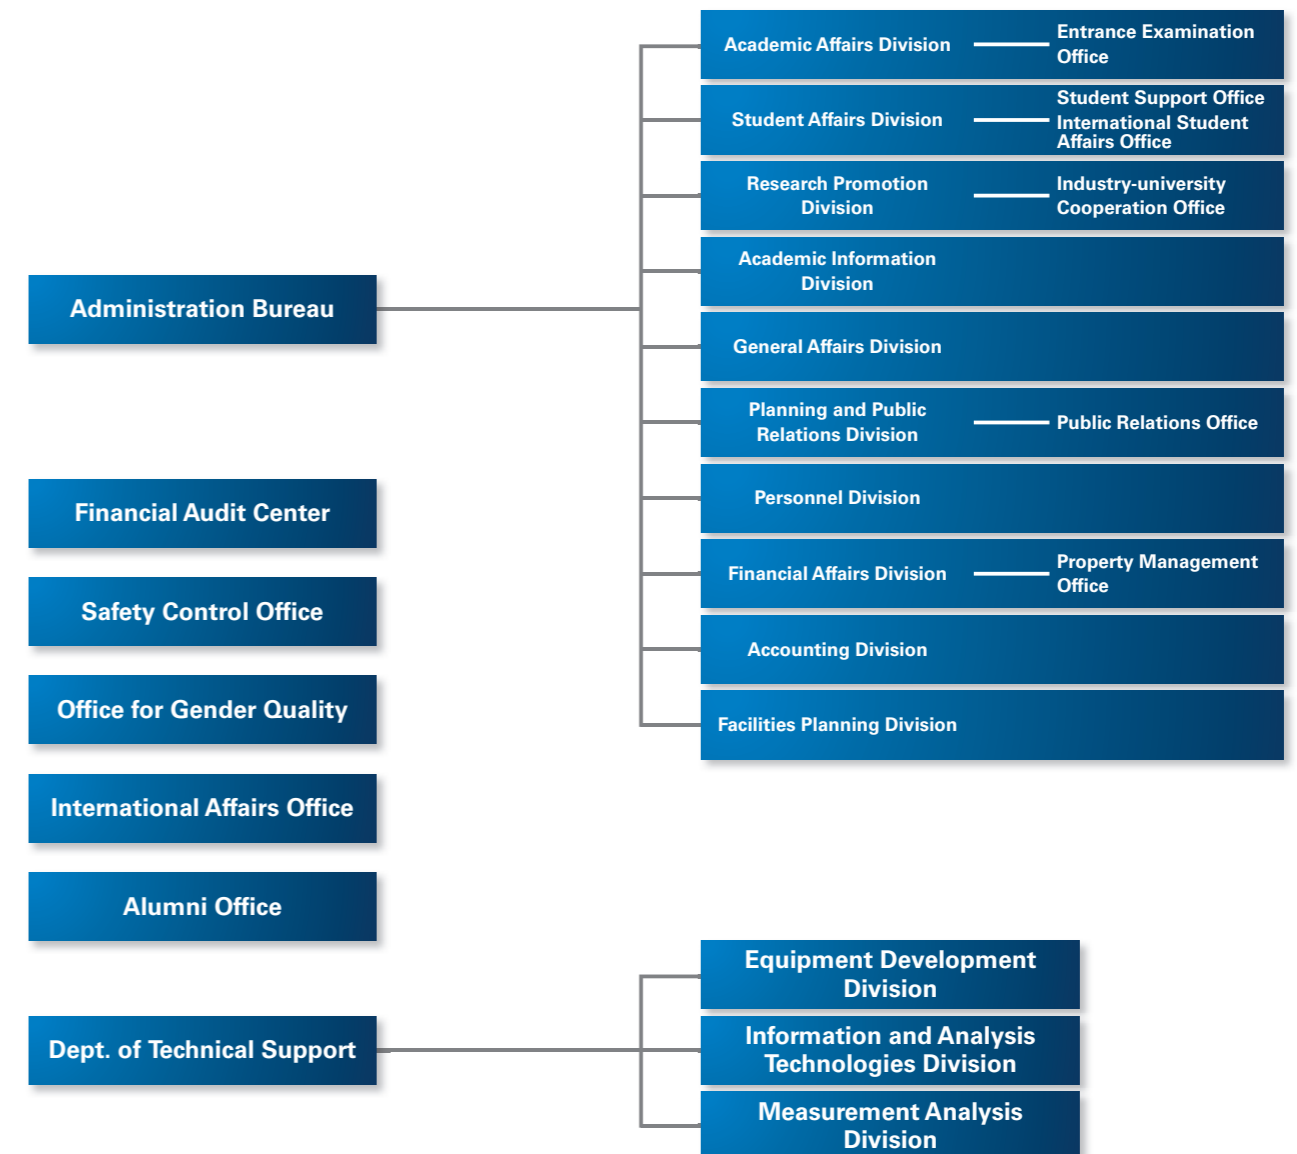 Academic Affairs Division
Entrance Examination
Office
Student Affairs Division
Student Support Office
International Student
Affairs Office
Research Promotion
Division
Industry-university
Cooperation Office
Academic Information
Division
Administration Bureau
General Affairs Division
Planning and Public
Relations Division
Public Relations Office
Personnel Division
Financial Affairs Division
Property Management
Office
Accounting Division
Facilities Planning Division
Financial Audit Center
Safety Control Office
Office for Gender Quality
International Affairs Office
Alumni Office
Dept. of Technical Support
Equipment Development
Division
Information and Analysis
Technologies Division
Measurement Analysis
Division